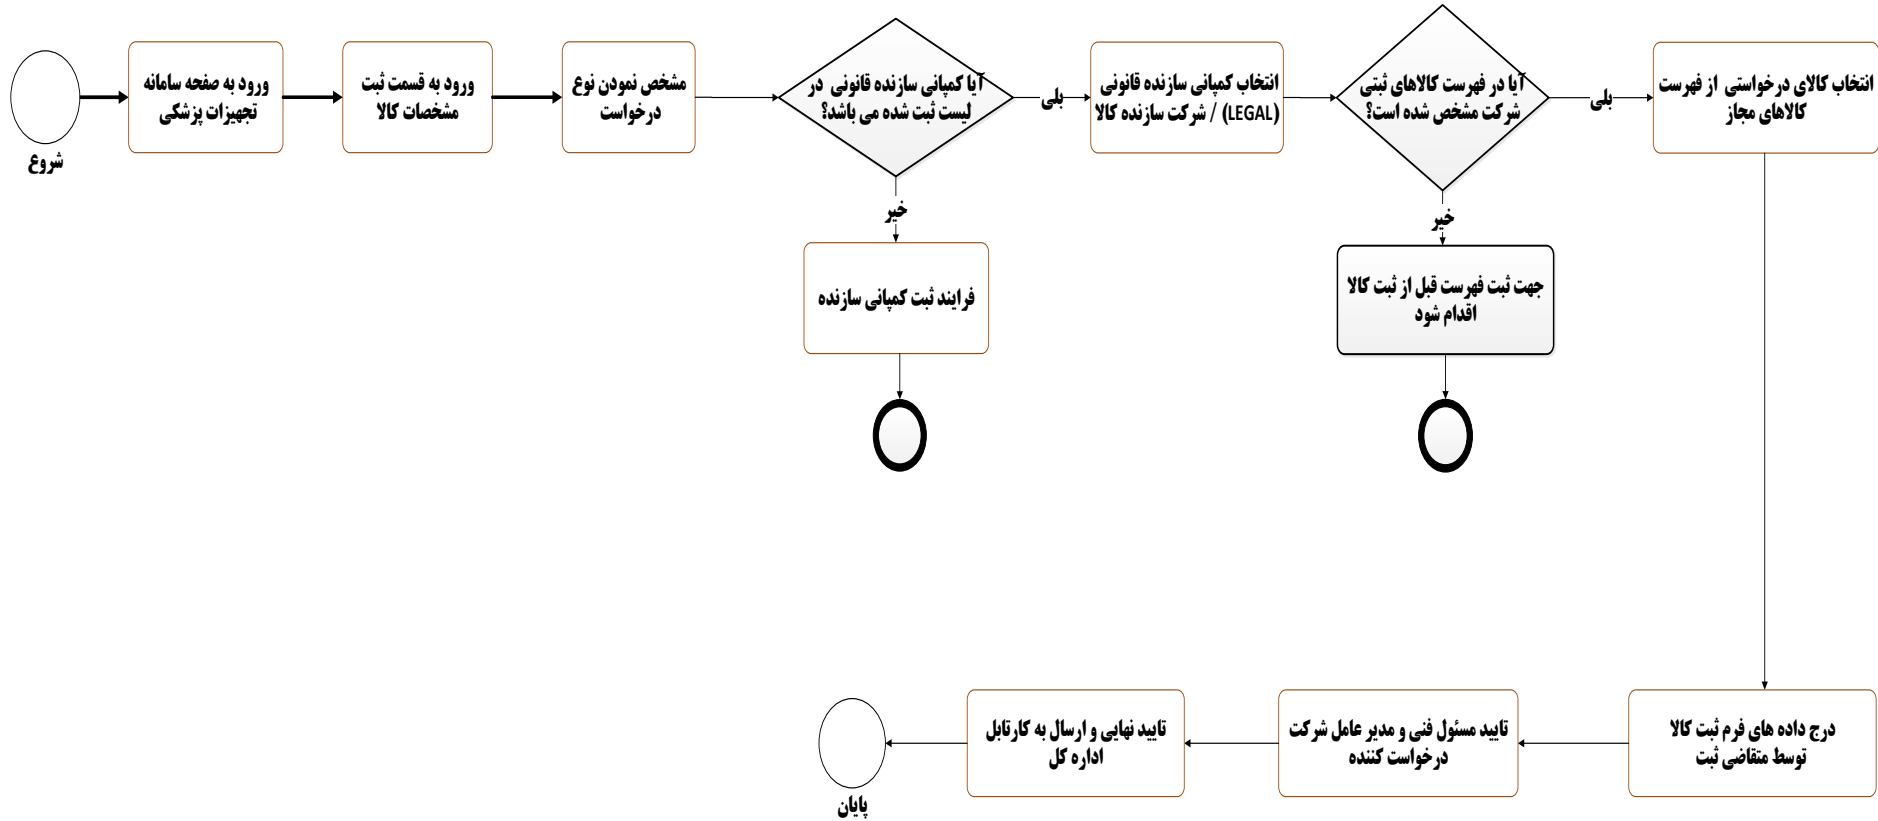 شروع
ورود به صفحه سامانه
تجهیزات پزشکی
ورود به قسمت ثبت
مشخصات کالا
مشخص نمودن نوع
درخواست
آیا کمپانی سازنده قانونی در
لیست ثبت شده می باشد؟
بلی
انتخاب کمپانی سازنده قانونی
(LEGAL) / شرکت سازنده کالا
آیا در فهرست کالاهای ثبتی
شرکت مشخص شده است؟
بلی
انتخاب کالای درخواستی از فهرست
کالاهای مجاز
خیر
فرایند ثبت کمپانی سازنده
خیر
جهت ثبت فهرست قبل از ثبت کالا
اقدام شود
درج داده های فرم ثبت کالا
توسط متقاضی ثبت
تایید مسئول فنی و مدیر عامل شرکت
درخواست کننده
تایید نهایی و ارسال به کارتابل
اداره کل
پایان